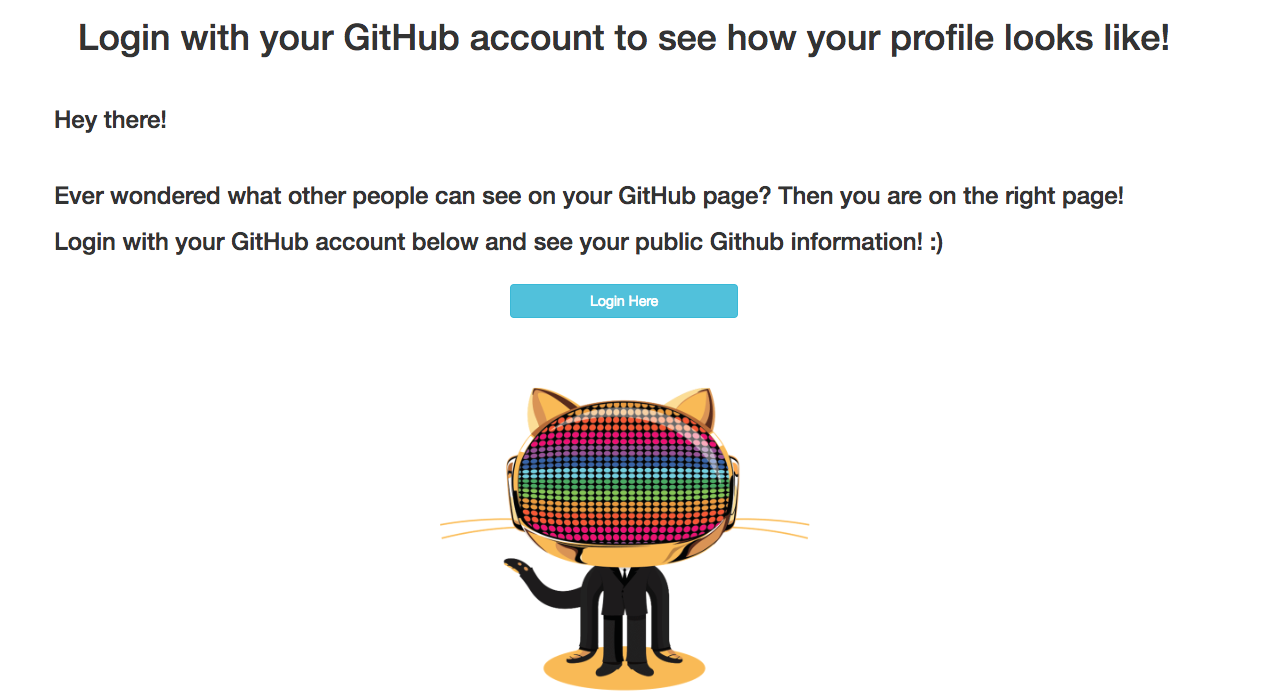 Login with your GitHub account to see how your profile looks like!
Hey there!
Ever wondered what other people can see on your GitHub page? Then you are on the right page!
Login with your GitHub account below and see your public Github information! :)
Login Here